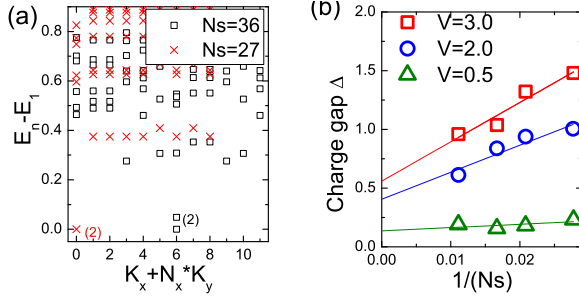 (a)
Ns=36
Ns=27
E_n-E_1
0.8
0.6
0.4
0.2
0.0
(2)
(2)
0 2 4 6 8 10
K_x+N_x*K_y
(b)
V=3.0
V=2.0
V=0.5
Charge gap Δ
2.0
1.5
1.0
0.5
0.00
0.00 0.01 0.02
1/(Ns)